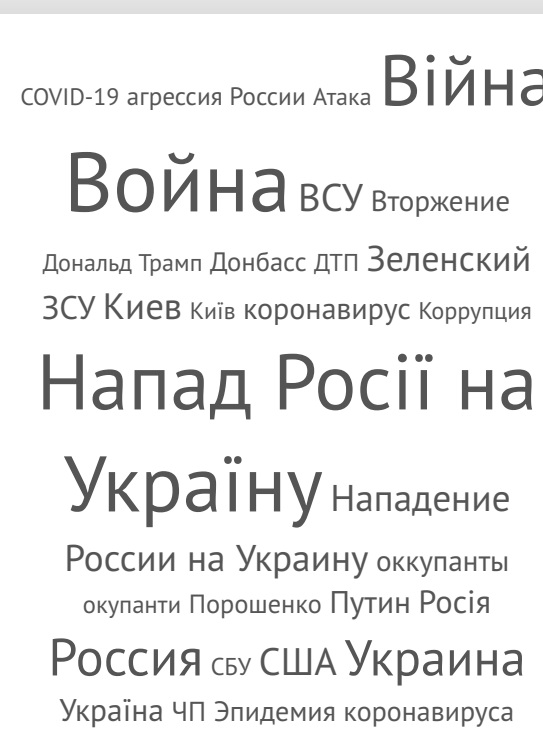 COVID-19 агрессия России Атака Війна
Война ВСУ Вторжение
Дональд Трамп Донбасс ДТП Зеленский
ЗСУ Киев Київ коронавирус Коррупция
Напад Росії на
Україну Нападение
России на Украину оккупанты
окупанти Порошенко Путин Росія
Россия СБУ США Украина
Україна ЧП Эпидемия коронавируса